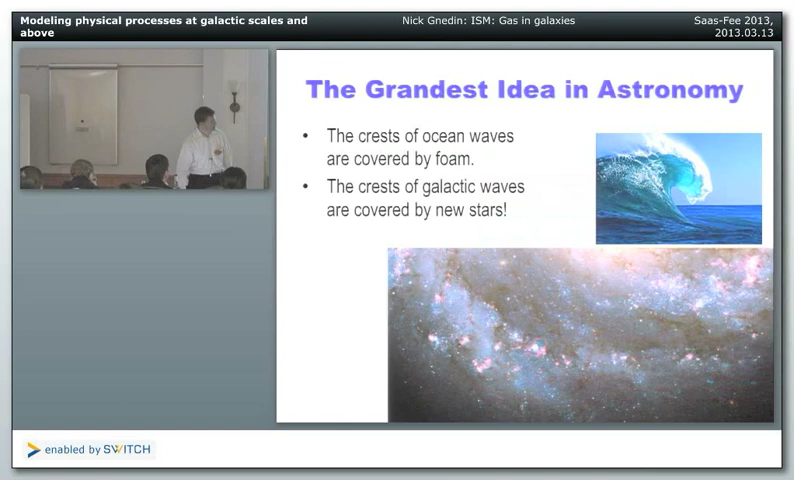 Modeling physical processes at galactic scales and
above
Nick Gnedin: ISM: Gas in galaxies
Saas-Fee 2013,
2013.03.13
The Grandest Idea in Astronomy
• The crests of ocean waves
are covered by foam.
• The crests of galactic waves
are covered by new stars!
enabled by SWITCH